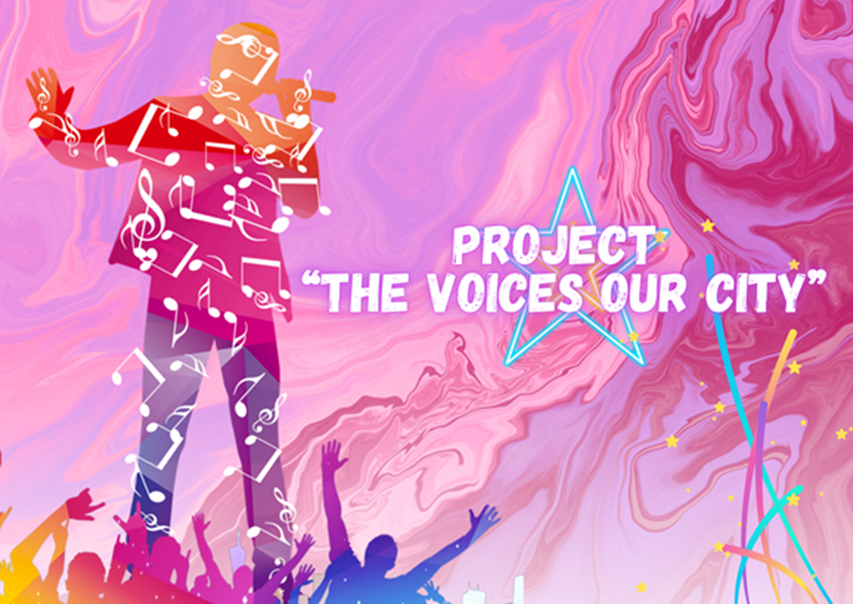 PROJECT
“THE VOICES OUR CITY”